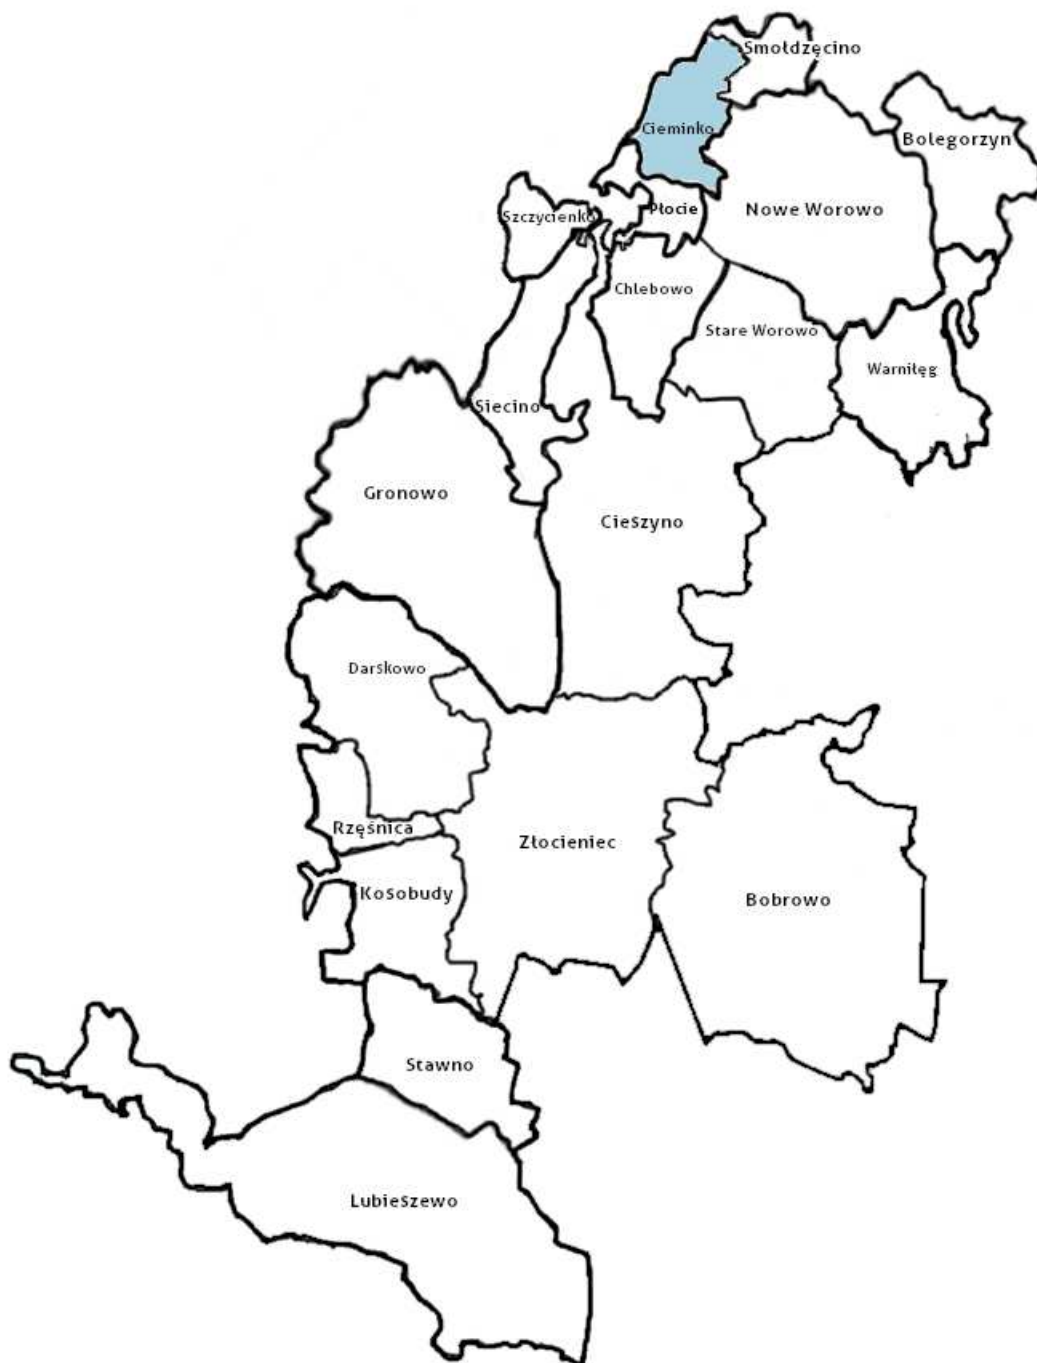 Smołdzęcino
Cieminko
Bolegorzyn
Płocie
Nowe Worowo
Szczycienko
Chlebowo
Stare Worowo
Warniłęg
Siecino
Gronowo
Cieszyno
Darskowo
Rzęśnica
Złocieniec
Kosobudy
Bobrowo
Stawno
Lubieszewo